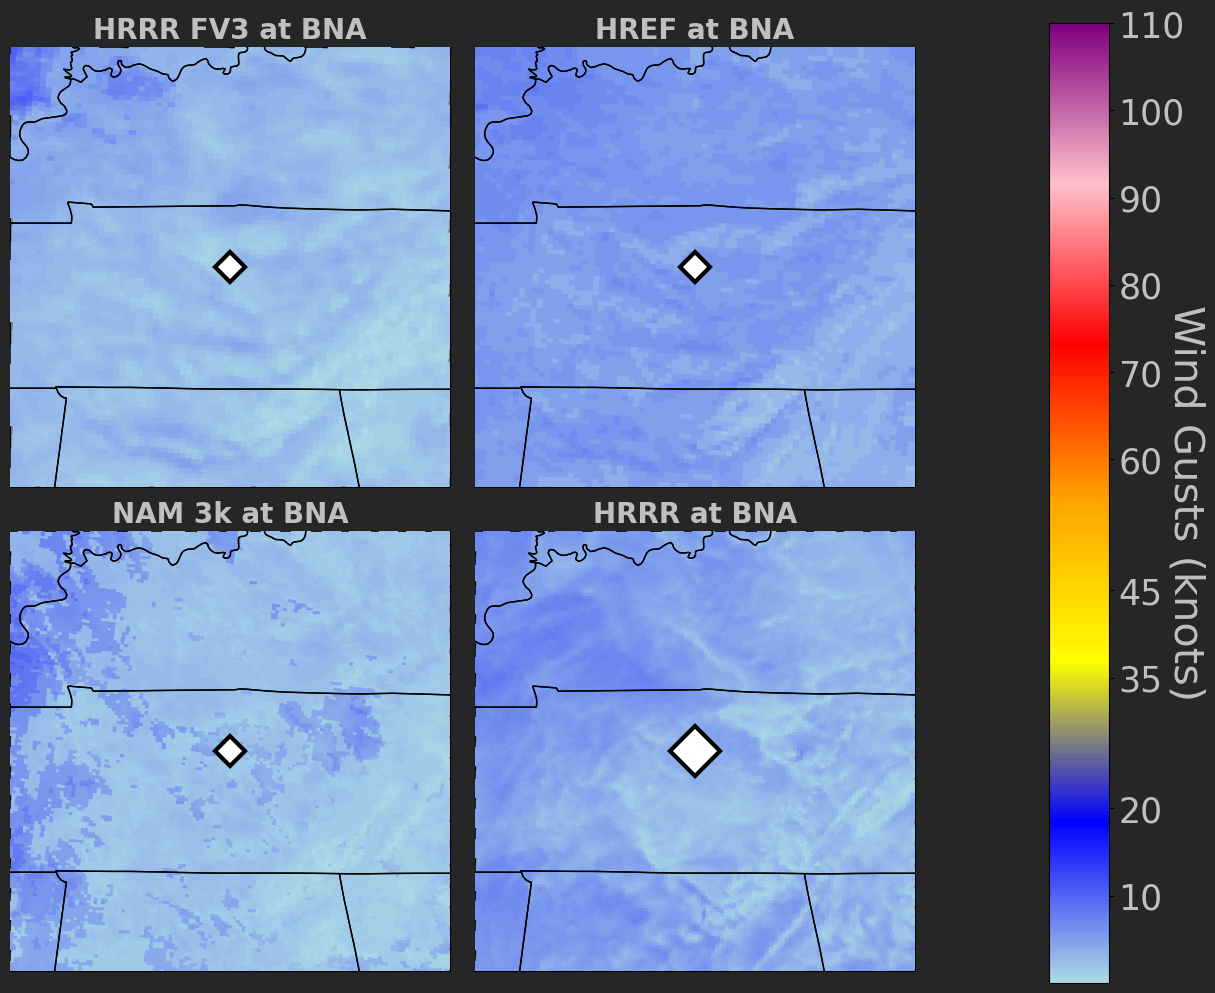 HRRR FV3 at BNA
HREF at BNA
NAM 3k at BNA
HRRR at BNA
110
100
90
80
70
60
45
35
20
10
Wind Gusts (knots)